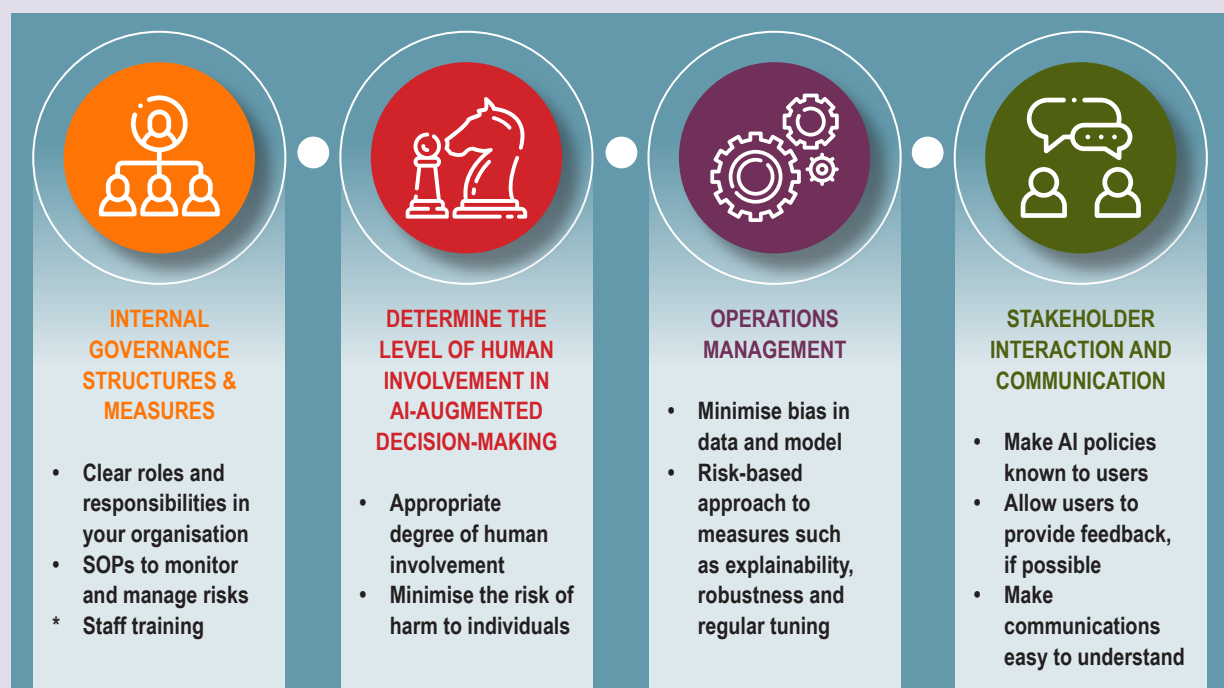 INTERNAL
GOVERNANCE
STRUCTURES &
MEASURES
• Clear roles and
responsibilities in
your organisation
• SOPs to monitor
and manage risks
* Staff training
DETERMINE THE
LEVEL OF HUMAN
INVOLVEMENT IN
AI-AUGMENTED
DECISION-MAKING
• Appropriate
degree of human
involvement
• Minimise the risk of
harm to individuals
OPERATIONS
MANAGEMENT
• Minimise bias in
data and model
• Risk-based
approach to
measures such
as explainability,
robustness and
regular tuning
STAKEHOLDER
INTERACTION AND
COMMUNICATION
• Make AI policies
known to users
• Allow users to
provide feedback,
if possible
• Make
communications
easy to understand